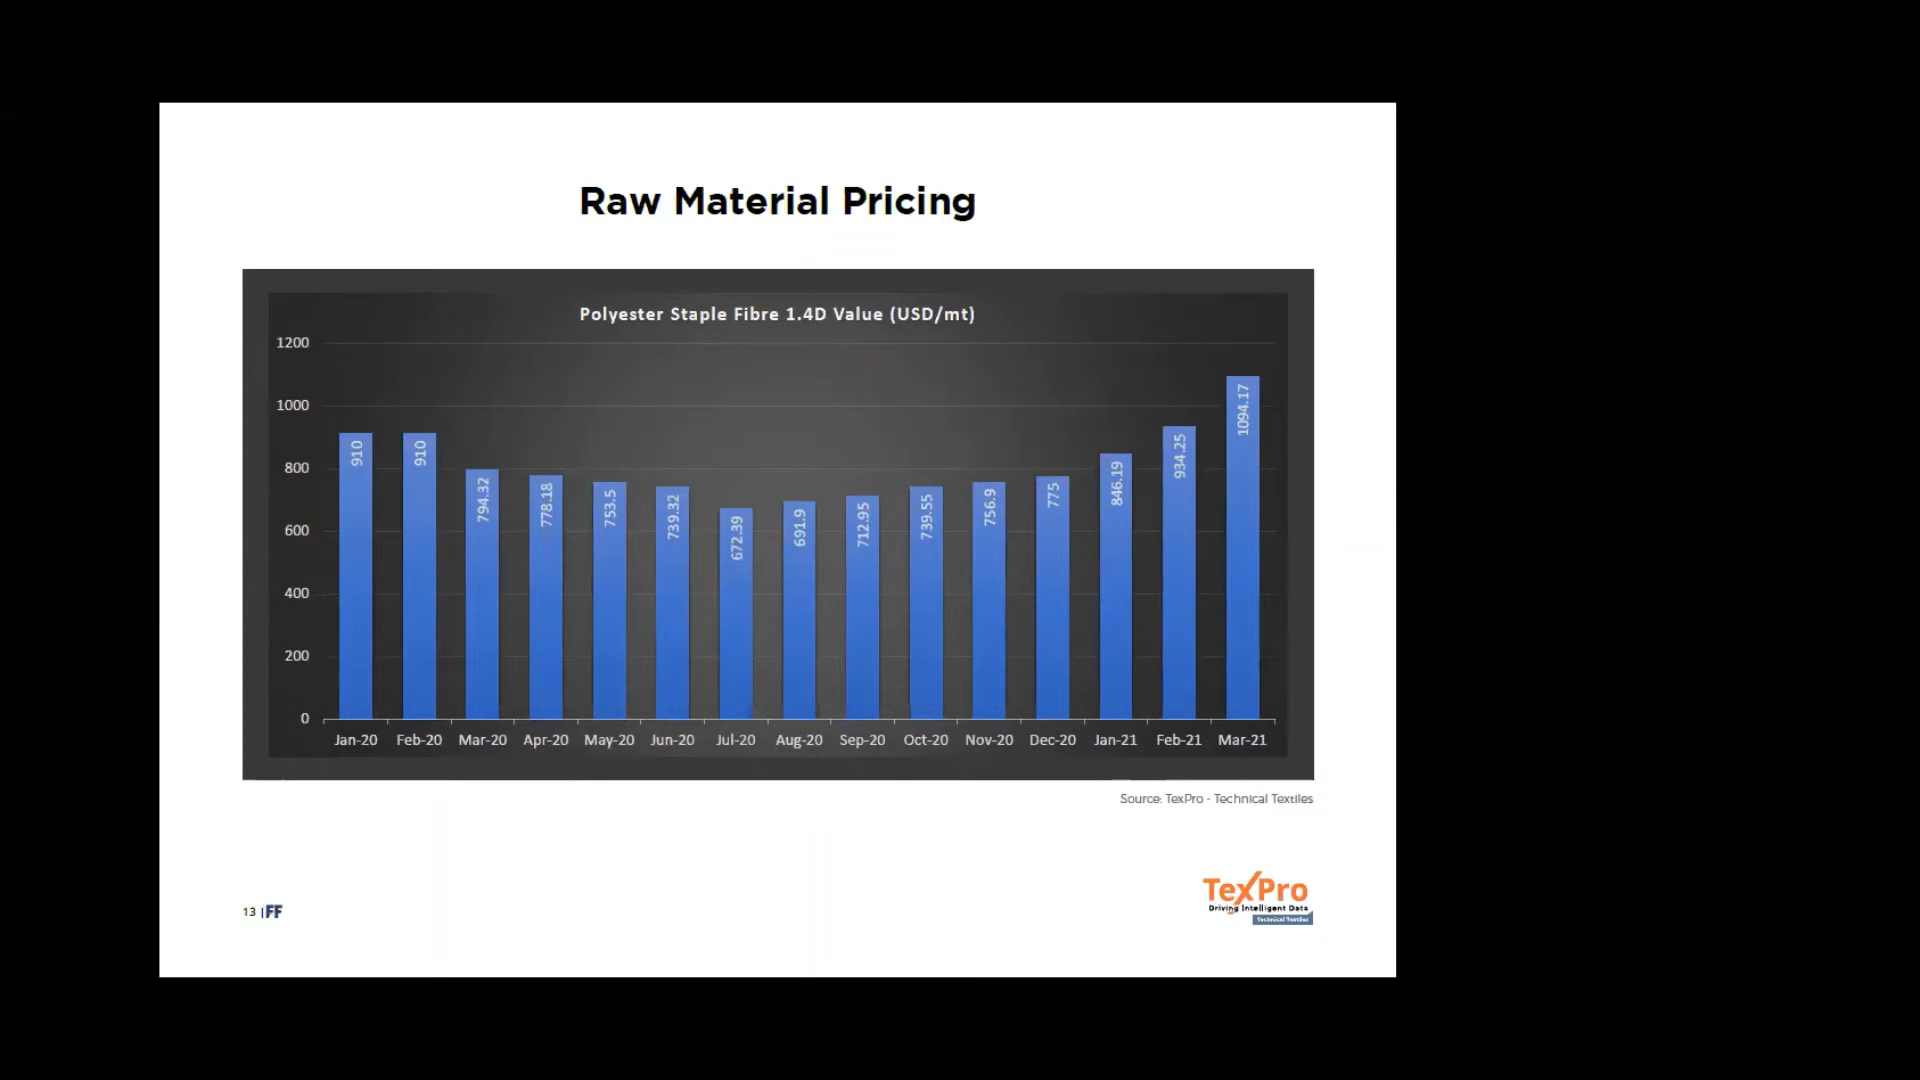 Raw Material Pricing
Polyester Staple Fibre 1.4D Value (USD/mt)
1200
1000
800
600
400
200
0
910
910
794.32
778.18
753.5
739.32
672.39
691.9
712.95
739.55
756.9
775
846.19
934.25
1094.17
Jan-20 Feb-20 Mar-20 Apr-20 May-20 Jun-20 Jul-20 Aug-20 Sep-20 Oct-20 Nov-20 Dec-20 Jan-21 Feb-21 Mar-21
Source: TexPro - Technical Textiles
TexPro
Driving Intelligent Data
Technical Textiles
13 | FF